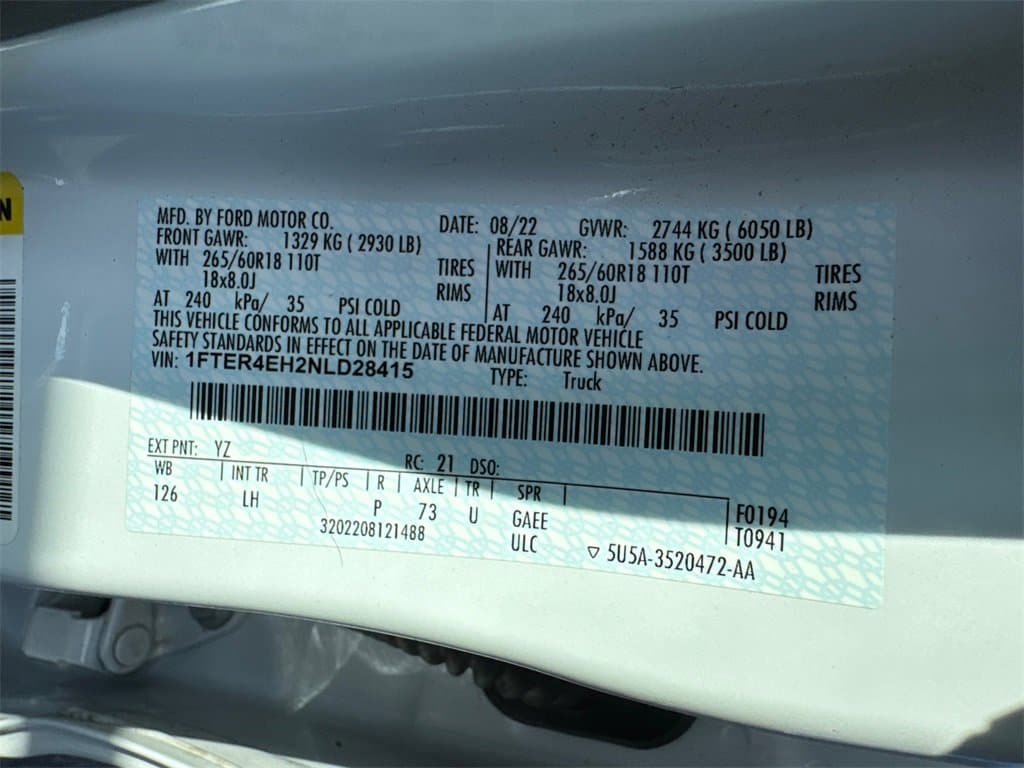 N
MFD. BY FORD MOTOR CO. DATE: 08/22 GVWR: 2744 KG ( 6050 LB)
FRONT GAWR: 1329 KG ( 2930 LB) REAR GAWR: 1588 KG ( 3500 LB)
WITH 265/60R18 110T TIRES WITH 265/60R18 110T TIRES
18x8.0J RIMS 18x8.0J RIMS
AT 240 kPa/ 35 PSI COLD AT 240 kPa/ 35 PSI COLD
THIS VEHICLE CONFORMS TO ALL APPLICABLE FEDERAL MOTOR VEHICLE
SAFETY STANDARDS IN EFFECT ON THE DATE OF MANUFACTURE SHOWN ABOVE.
VIN: 1FTER4EH2NLD28415 TYPE: Truck
EXT PNT: YZ RC: 21 DSO:
WB INT TR TP/PS R AXLE TR SPR
126 LH P 73 U GAEE F0194
3202208121488 ULC T0941
5U5A-3520472-AA